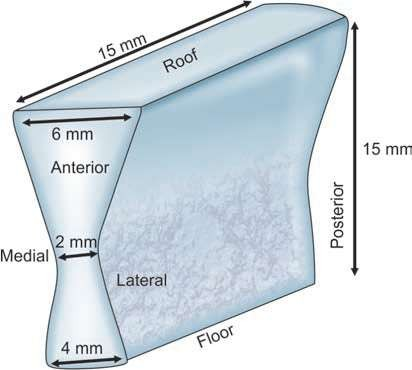 15 mm
Roof
6 mm
Anterior
15 mm
Posterior
2 mm
Medial
Lateral
Floor
4 mm